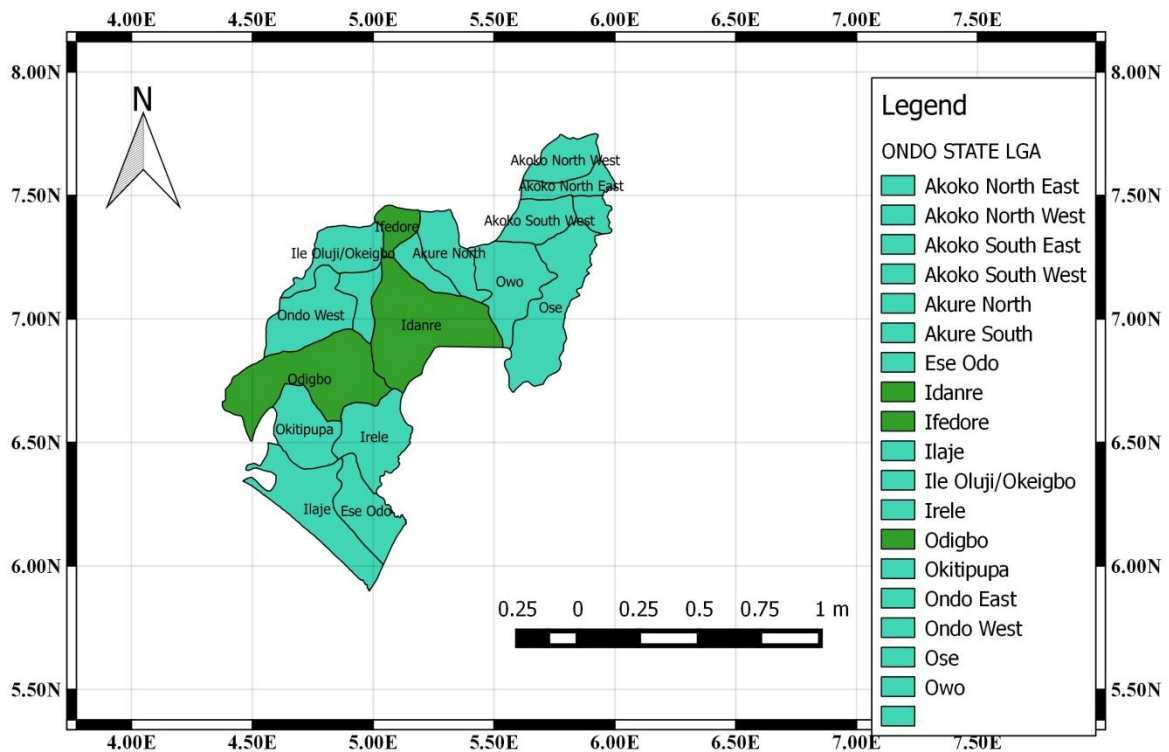 4.00E 4.50E 5.00E 5.50E 6.00E 6.50E 7.00E 7.50E
8.00N 8.00N
N
Legend
ONDO STATE LGA
Akoko North East
Akoko North West
Akoko South East
Akoko South West
Akure North
Akure South
Ese Odo
Idanre
Ifedore
Ilaje
Ile Oluji/Okeigbo
Irele
Odigbo
Okitipupa
Ondo East
Ondo West
Ose
Owo
Akoko North West
7.50N 7.50N
Akoko North East
Akoko South West
Ifedore
Ile Oluji/Okeigbo
Akure North
Owo
Ose
Ondo West
7.00N 7.00N
Idanre
Odigbo
Okitipupa
Irele
6.50N 6.50N
Ilaje
Ese Odo
6.00N 6.00N
0.25 0 0.25 0.5 0.75 1 m
5.50N 5.50N
4.00E 4.50E 5.00E 5.50E 6.00E 6.50E 7.00E 7.50E